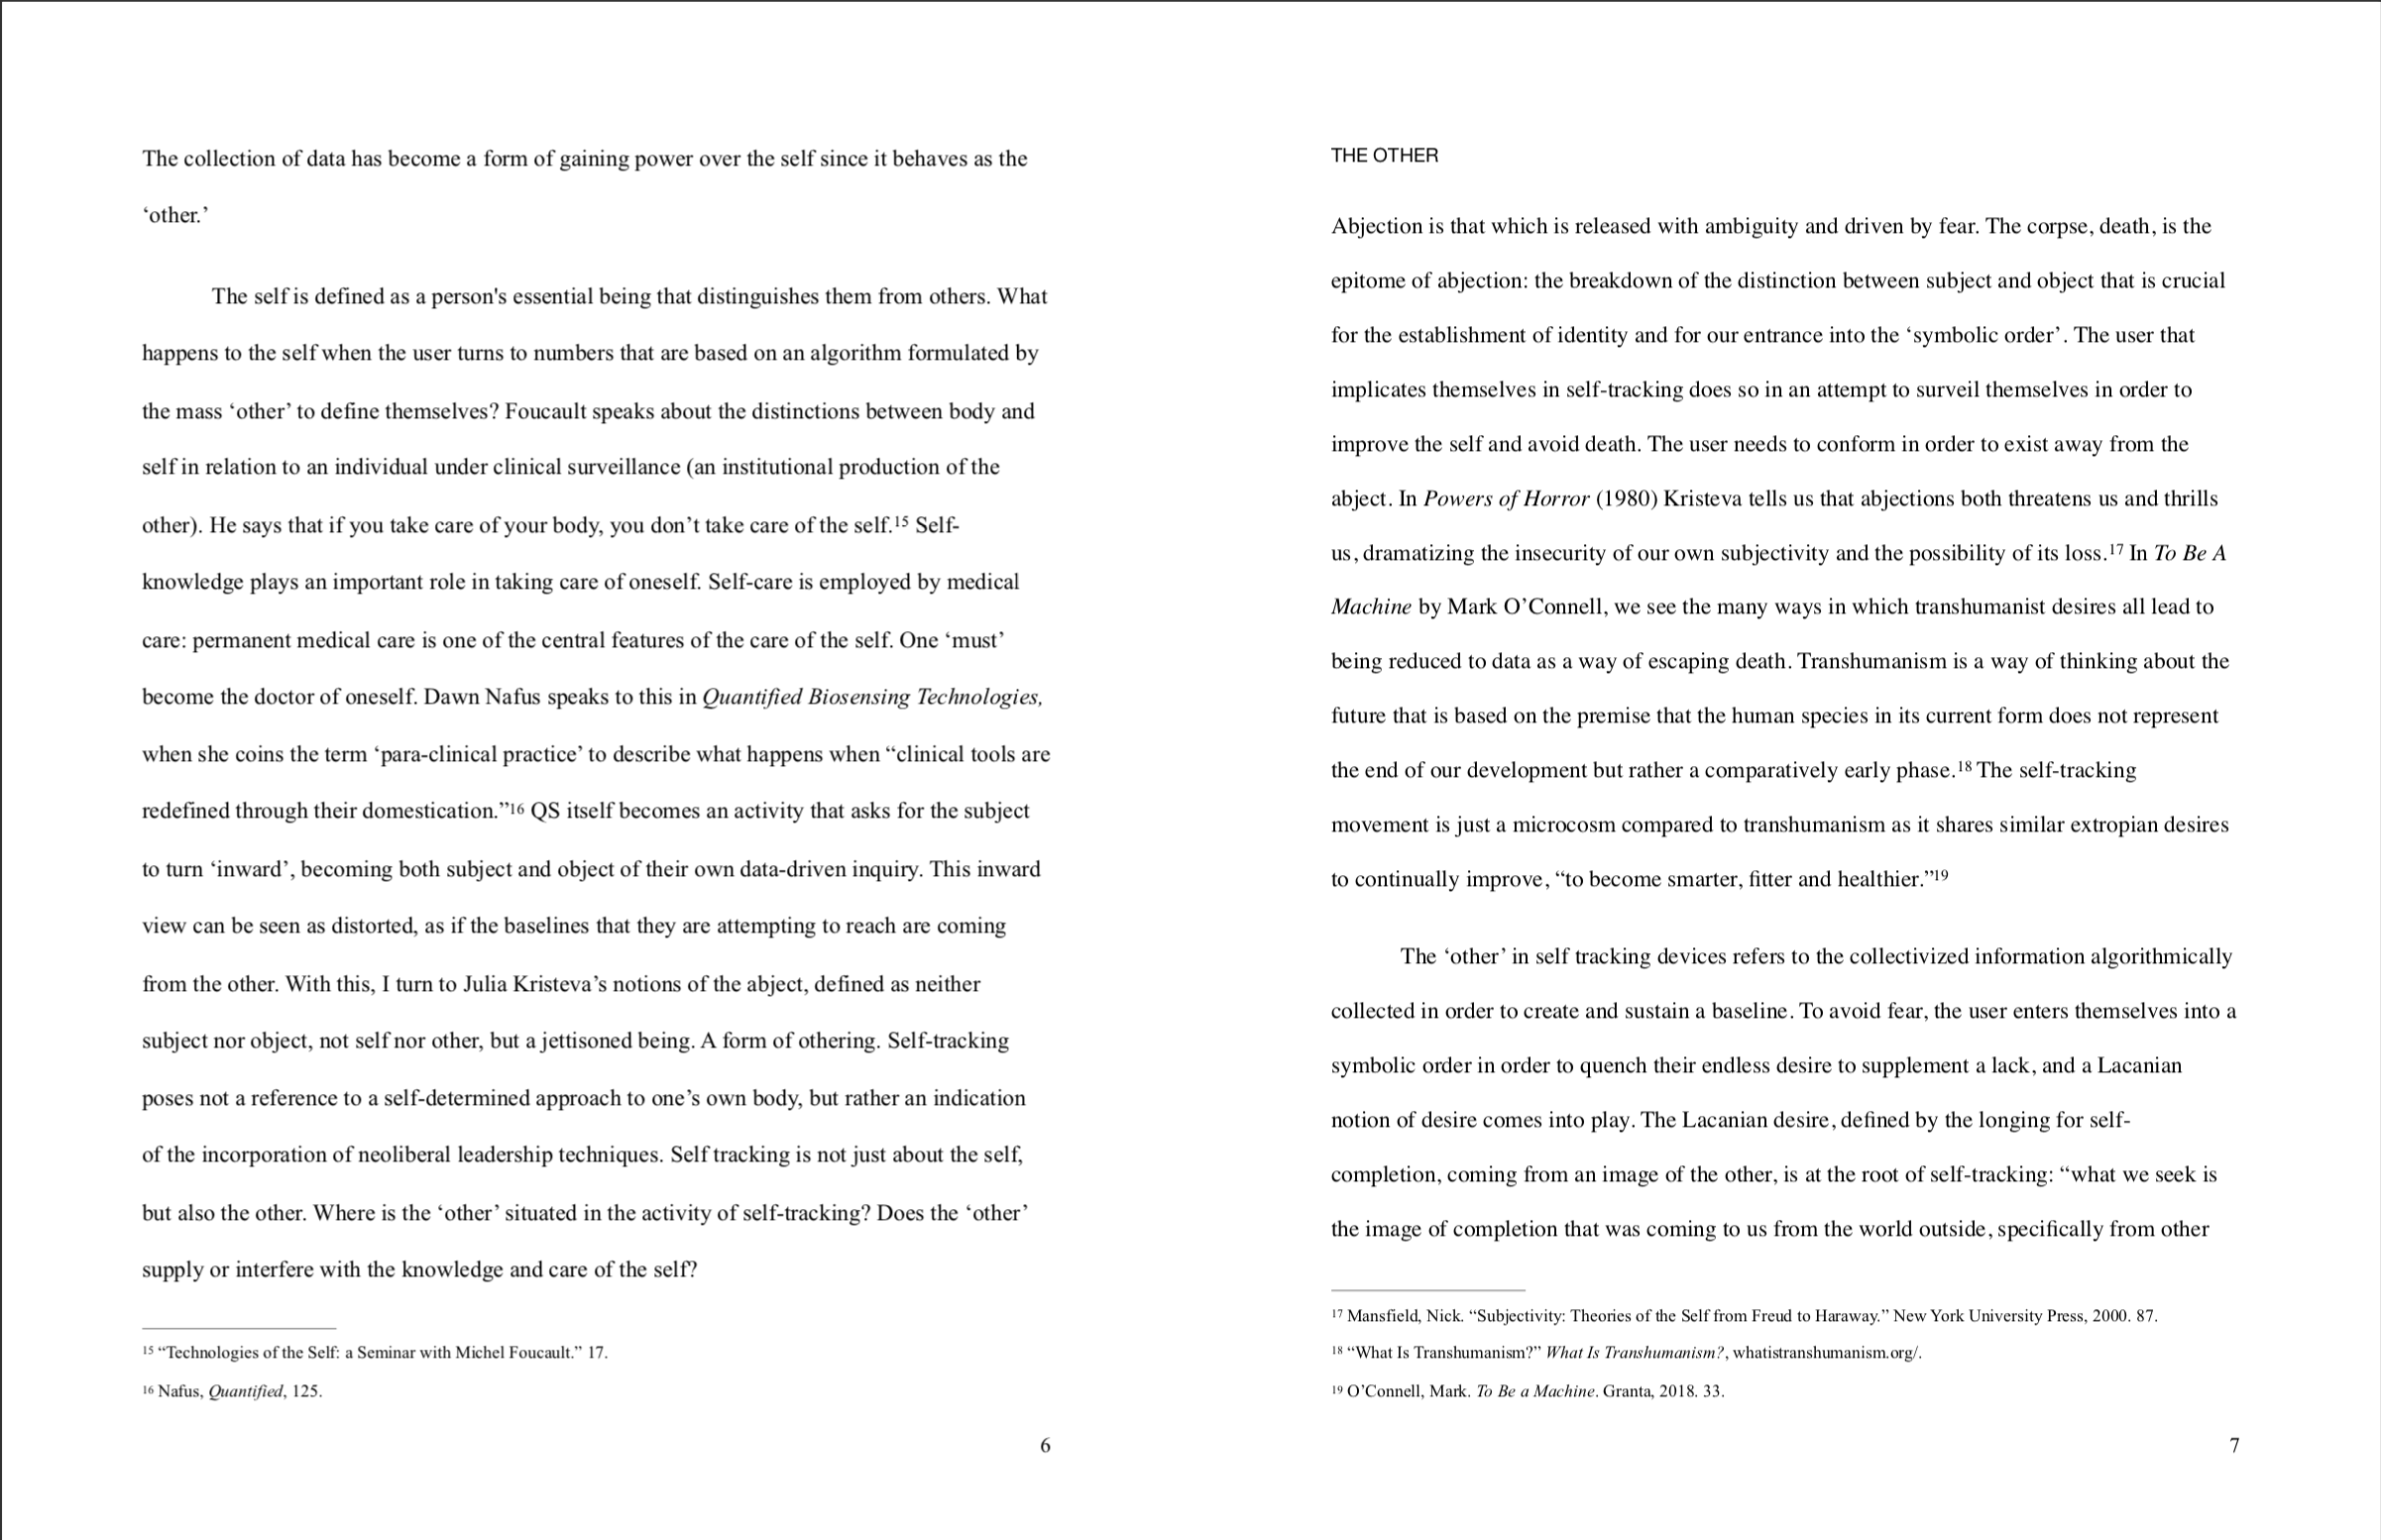 The collection of data has become a form of gaining power over the self since it behaves as the
‘other.’
The self is defined as a person's essential being that distinguishes them from others. What
happens to the self when the user turns to numbers that are based on an algorithm formulated by
the mass ‘other’ to define themselves? Foucault speaks about the distinctions between body and
self in relation to an individual under clinical surveillance (an institutional production of the
other). He says that if you take care of your body, you don’t take care of the self.15 Self-
knowledge plays an important role in taking care of oneself. Self-care is employed by medical
care: permanent medical care is one of the central features of the care of the self. One ‘must’
become the doctor of oneself. Dawn Nafus speaks to this in Quantified Biosensing Technologies,
when she coins the term ‘para-clinical practice’ to describe what happens when “clinical tools are
redefined through their domestication.”16 QS itself becomes an activity that asks for the subject
to turn ‘inward’, becoming both subject and object of their own data-driven inquiry. This inward
view can be seen as distorted, as if the baselines that they are attempting to reach are coming
from the other. With this, I turn to Julia Kristeva’s notions of the abject, defined as neither
subject nor object, not self nor other, but a jettisoned being. A form of othering. Self-tracking
poses not a reference to a self-determined approach to one’s own body, but rather an indication
of the incorporation of neoliberal leadership techniques. Self tracking is not just about the self,
but also the other. Where is the ‘other’ situated in the activity of self-tracking? Does the ‘other’
supply or interfere with the knowledge and care of the self?
15 “Technologies of the Self: a Seminar with Michel Foucault.” 17.
16 Nafus, Quantified, 125.
6
THE OTHER
Abjection is that which is released with ambiguity and driven by fear. The corpse, death, is the
epitome of abjection: the breakdown of the distinction between subject and object that is crucial
for the establishment of identity and for our entrance into the ‘symbolic order’. The user that
implicates themselves in self-tracking does so in an attempt to surveil themselves in order to
improve the self and avoid death. The user needs to conform in order to exist away from the
abject. In Powers of Horror (1980) Kristeva tells us that abjections both threatens us and thrills
us, dramatizing the insecurity of our own subjectivity and the possibility of its loss.17 In To Be A
Machine by Mark O’Connell, we see the many ways in which transhumanist desires all lead to
being reduced to data as a way of escaping death. Transhumanism is a way of thinking about the
future that is based on the premise that the human species in its current form does not represent
the end of our development but rather a comparatively early phase.18 The self-tracking
movement is just a microcosm compared to transhumanism as it shares similar extropian desires
to continually improve, “to become smarter, fitter and healthier.”19
The ‘other’ in self tracking devices refers to the collectivized information algorithmically
collected in order to create and sustain a baseline. To avoid fear, the user enters themselves into a
symbolic order in order to quench their endless desire to supplement a lack, and a Lacanian
notion of desire comes into play. The Lacanian desire, defined by the longing for self-
completion, coming from an image of the other, is at the root of self-tracking: “what we seek is
the image of completion that was coming to us from the world outside, specifically from other
17 Mansfield, Nick. “Subjectivity: Theories of the Self from Freud to Haraway.” New York University Press, 2000. 87.
18 “What Is Transhumanism?” What Is Transhumanism?, whatistranshumanism.org/.
19 O’Connell, Mark. To Be a Machine. Granta, 2018. 33.
7